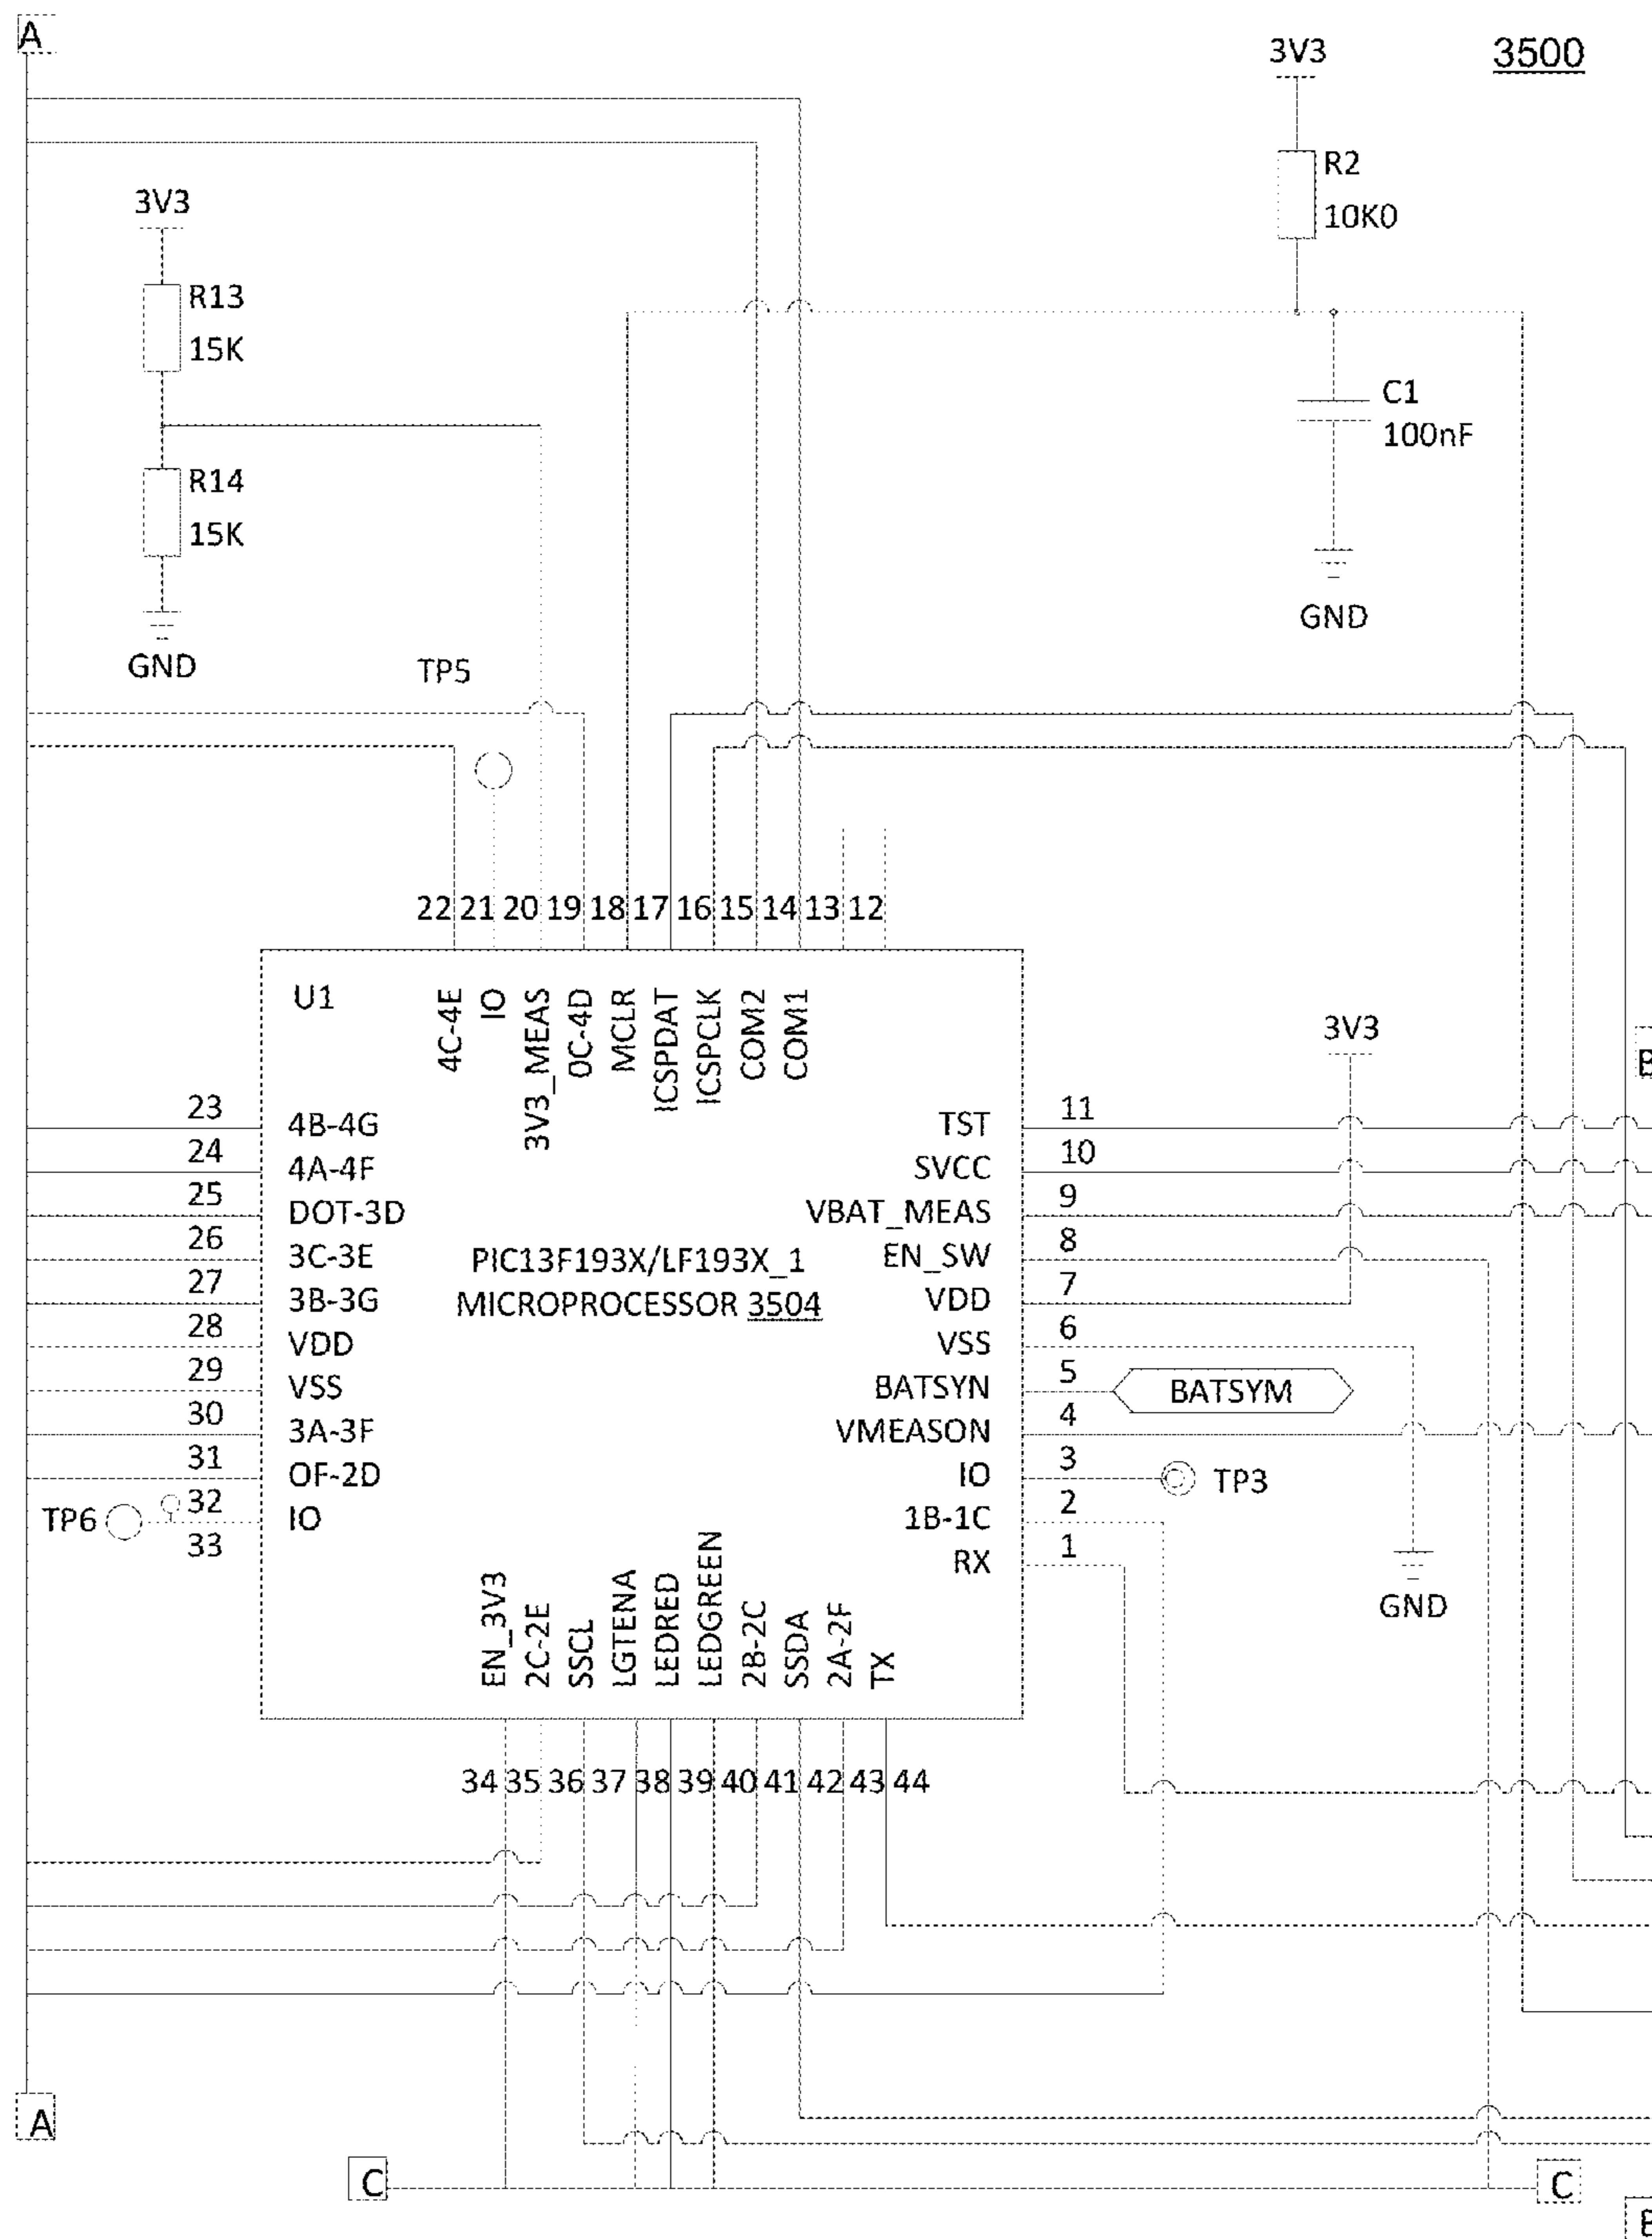 A
3500
3V3
R2
10K0
3V3
R13
15K
C1
100nF
R14
15K
GND
GND
TP5
22 21 20 19 18 17 16 15 14 13 12
U1
4C-4E
IO
3V3_MEAS
0C-4D
MCLR
ICSPDAT
ICSPCLK
COM2
COM1
3V3
B
23 4B-4G
24 4A-4F
25 DOT-3D
26 3C-3E
27 3B-3G
28 VDD
29 VSS
30 3A-3F
31 OF-2D
TP6 32 IO
33
PIC13F193X/LF193X_1
MICROPROCESSOR 3504
TST 11
SVCC 10
VBAT_MEAS 9
EN_SW 8
VDD 7
VSS 6
BATSYN 5 BATSYM
VMEASON 4
IO 3 TP3
1B-1C 2
RX 1
GND
EN_3V3
2C-2E
SSCL
LGTENA
LEDRED
LEDGREEN
2B-2C
SSDA
2A-2F
TX
34 35 36 37 38 39 40 41 42 43 44
A
C
C